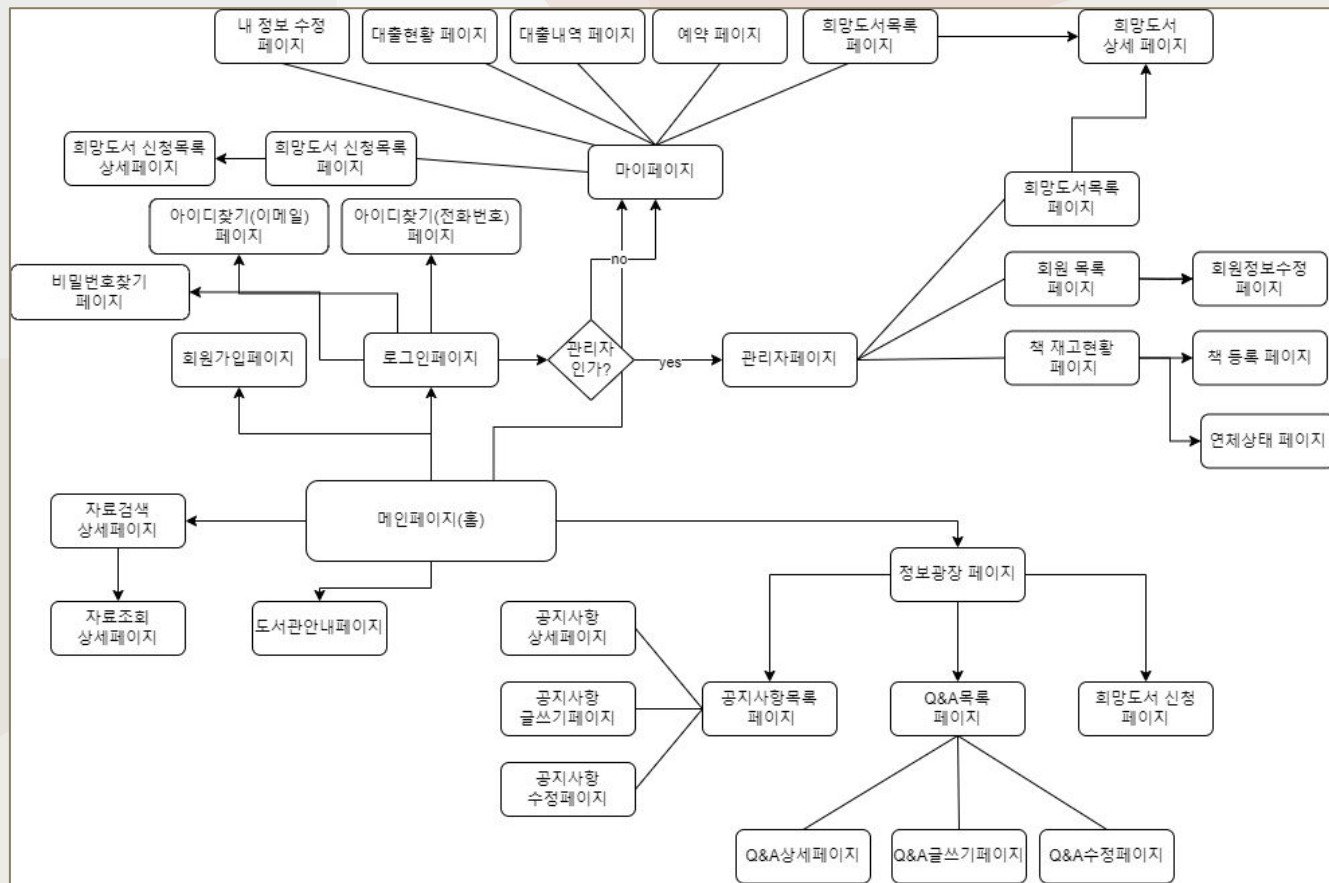 내 정보 수정
페이지
대출현황 페이지
대출내역 페이지
예약 페이지
희망도서목록
페이지
희망도서
상세 페이지
희망도서 신청목록
상세페이지
희망도서 신청목록
페이지
마이페이지
희망도서목록
페이지
아이디찾기(이메일)
페이지
아이디찾기(전화번호)
페이지
no
비밀번호찾기
페이지
회원 목록
페이지
회원정보수정
페이지
회원가입페이지
로그인페이지
관리자
인가?
yes
관리자페이지
책 재고현황
페이지
책 등록 페이지
연체상태 페이지
자료검색
상세페이지
메인페이지(홈)
정보광장 페이지
자료조회
상세페이지
도서관안내페이지
공지사항
상세페이지
공지사항
글쓰기페이지
공지사항목록
페이지
Q&A목록
페이지
희망도서 신청
페이지
공지사항
수정페이지
Q&A상세페이지
Q&A글쓰기페이지
Q&A수정페이지